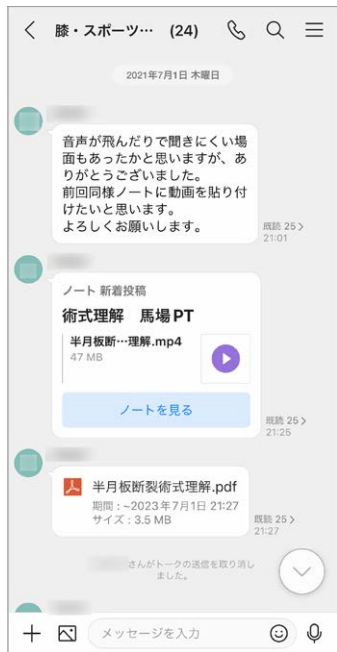 膝・スポーツ… (24)
2021年7月1日 木曜日
音声が飛んだりで聞きにくい場
面もあったかと思いますが、あ
りがとうございました。
前回同様ノートに動画を貼り付
けたいと思います。
よろしくお願いします。
既読 25 >
21:01
ノート 新着投稿
術式理解 馬場PT
半月板断…理解.mp4
47 MB
ノートを見る
既読 25 >
21:25
半月板断裂術式理解.pdf
期間 : ~2023年7月1日 21:27
サイズ : 3.5 MB
既読 25 >
21:27
さんがトークの送信を取り消し
ました。
メッセージを入力